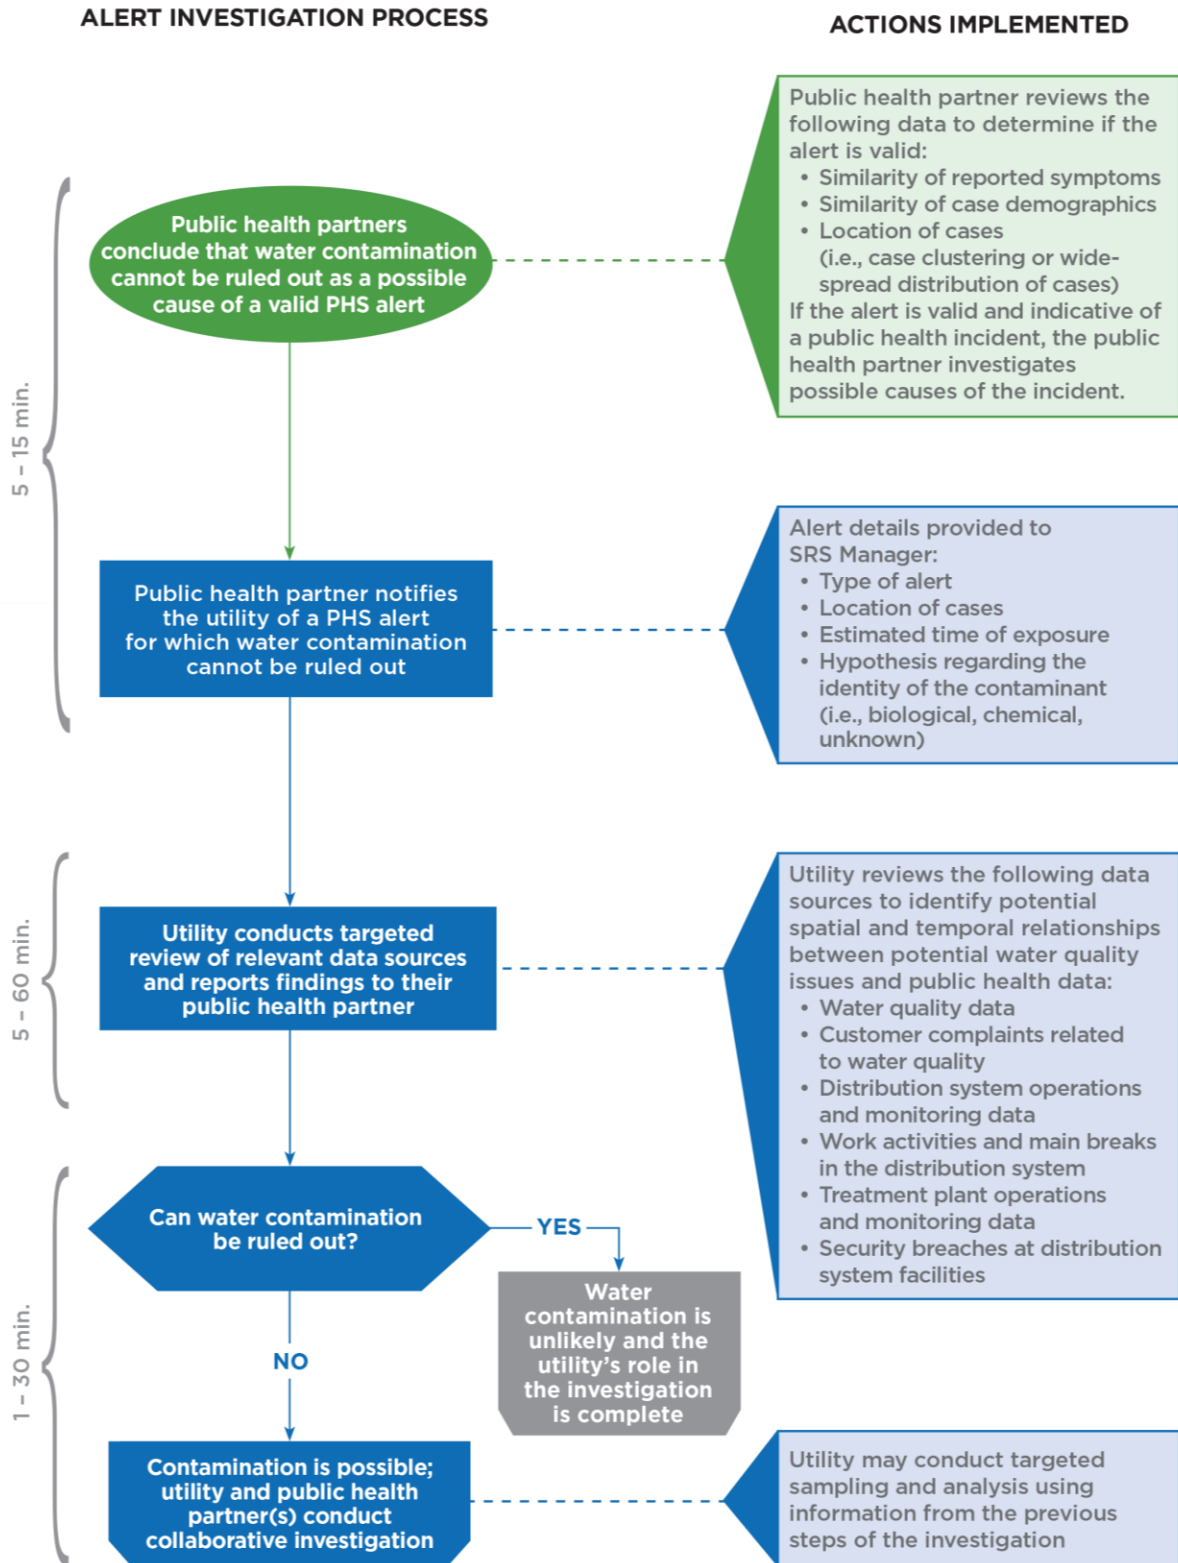 ALERT INVESTIGATION PROCESS
ACTIONS IMPLEMENTED
5 – 15 min.
Public health partners
conclude that water contamination
cannot be ruled out as a possible
cause of a valid PHS alert
Public health partner reviews the
following data to determine if the
alert is valid:
• Similarity of reported symptoms
• Similarity of case demographics
• Location of cases
(i.e., case clustering or wide-
spread distribution of cases)
If the alert is valid and indicative of
a public health incident, the public
health partner investigates
possible causes of the incident.
Public health partner notifies
the utility of a PHS alert
for which water contamination
cannot be ruled out
Alert details provided to
SRS Manager:
• Type of alert
• Location of cases
• Estimated time of exposure
• Hypothesis regarding the
identity of the contaminant
(i.e., biological, chemical,
unknown)
5 – 60 min.
Utility conducts targeted
review of relevant data sources
and reports findings to their
public health partner
Utility reviews the following data
sources to identify potential
spatial and temporal relationships
between potential water quality
issues and public health data:
• Water quality data
• Customer complaints related
to water quality
• Distribution system operations
and monitoring data
• Work activities and main breaks
in the distribution system
• Treatment plant operations
and monitoring data
• Security breaches at distribution
system facilities
1 – 30 min.
Can water contamination
be ruled out?
YES
Water
contamination is
unlikely and the
utility’s role in
the investigation
is complete
NO
Contamination is possible;
utility and public health
partner(s) conduct
collaborative investigation
Utility may conduct targeted
sampling and analysis using
information from the previous
steps of the investigation